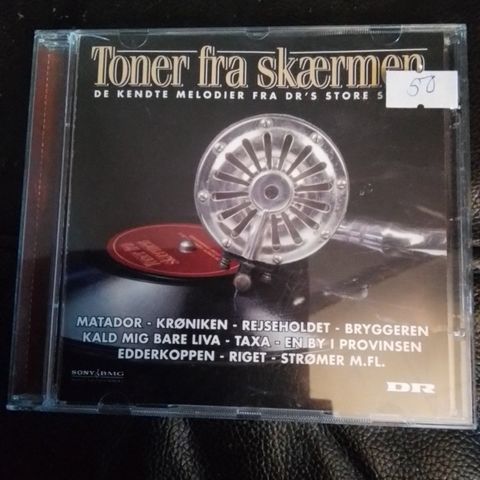 Toner fra skærmen
50
DE KENDTE MELODIER FRA DR'S STORE
MATADOR - KRØNIKEN - REJSEHOLDET - BRYGGEREN
KALD MIG BARE LIVA - TAXA - EN BY I PROVINSEN
EDDERKOPPEN - RIGET - STRØMER M.FL.
SONY BMG
DR